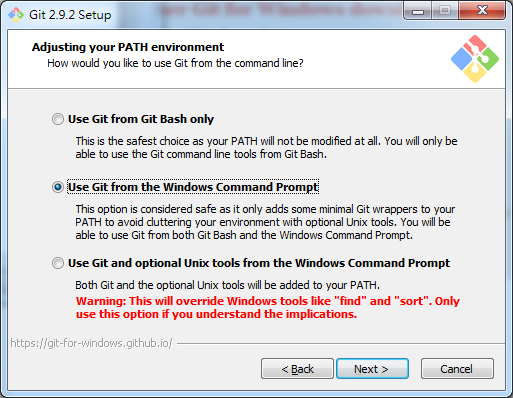 Git 2.9.2 Setup
Adjusting your PATH environment
How would you like to use Git from the command line?
Use Git from Git Bash only
This is the safest choice as your PATH will not be modified at all. You will only be
able to use the Git command line tools from Git Bash.
Use Git from the Windows Command Prompt
This option is considered safe as it only adds some minimal Git wrappers to your
PATH to avoid cluttering your environment with optional Unix tools. You will be
able to use Git from both Git Bash and the Windows Command Prompt.
Use Git and optional Unix tools from the Windows Command Prompt
Both Git and the optional Unix tools will be added to your PATH.
Warning: This will override Windows tools like "find" and "sort". Only
use this option if you understand the implications.
https://git-for-windows.github.io/
< Back
Next >
Cancel